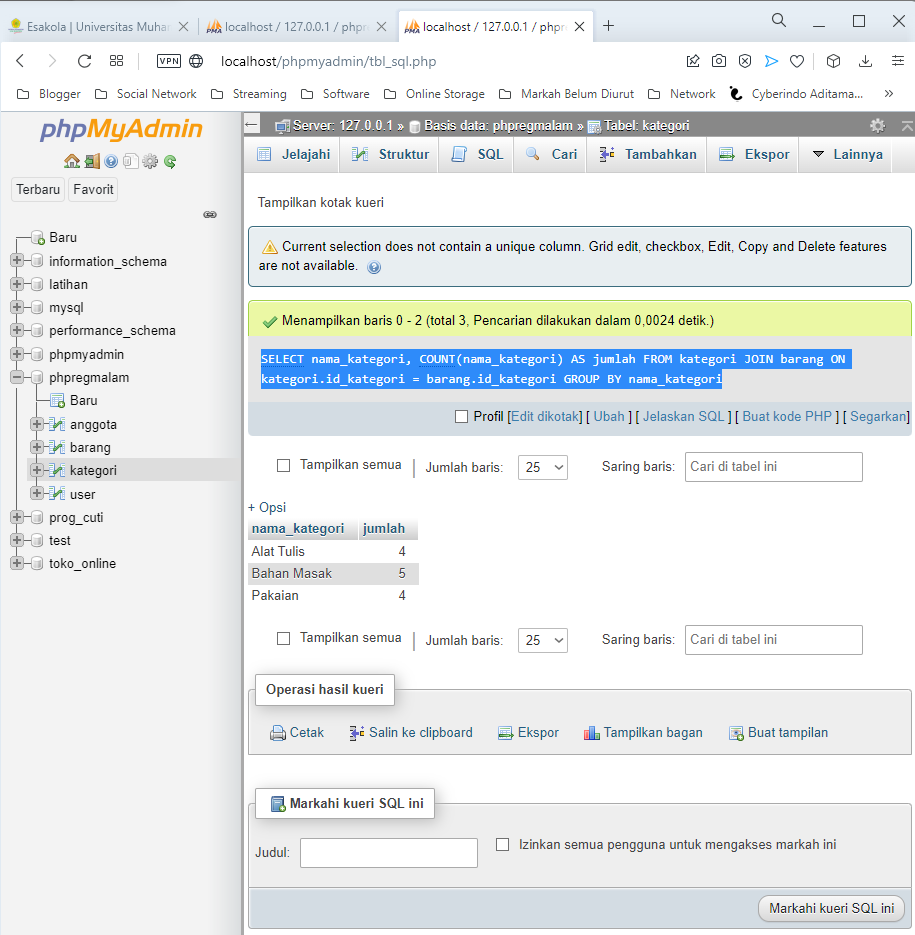 Esakola | Universitas Muhar
localhost / 127.0.0.1 / phpr
localhost / 127.0.0.1 / phpre
VPN
localhost/phpmyadmin/tbl_sql.php
Blogger
Social Network
Streaming
Software
Online Storage
Markah Belum Diurut
Network
Cyberindo Aditama...
phpMyAdmin
Terbaru
Favorit
Baru
information_schema
latihan
mysql
performance_schema
phpmyadmin
phpregmalam
Baru
anggota
barang
kategori
user
prog_cuti
test
toko_online
Server: 127.0.0.1 » Basis data: phpregmalam » Tabel: kategori
Jelajahi
Struktur
SQL
Cari
Tambahkan
Ekspor
Lainnya
Tampilkan kotak kueri
Current selection does not contain a unique column. Grid edit, checkbox, Edit, Copy and Delete features
are not available.
Menampilkan baris 0 - 2 (total 3, Pencarian dilakukan dalam 0,0024 detik.)
SELECT nama_kategori, COUNT(nama_kategori) AS jumlah FROM kategori JOIN barang ON
kategori.id_kategori = barang.id_kategori GROUP BY nama_kategori
Profil [Edit dikotak] [ Ubah ] [ Jelaskan SQL ] [ Buat kode PHP ] [ Segarkan]
Tampilkan semua | Jumlah baris: 25 Saring baris: Cari di tabel ini
+ Opsi
nama_kategori jumlah
Alat Tulis 4
Bahan Masak 5
Pakaian 4
Tampilkan semua | Jumlah baris: 25 Saring baris: Cari di tabel ini
Operasi hasil kueri
Cetak
Salin ke clipboard
Ekspor
Tampilkan bagan
Buat tampilan
Markahi kueri SQL ini
Judul:
Izinkan semua pengguna untuk mengakses markah ini
Markahi kueri SQL ini